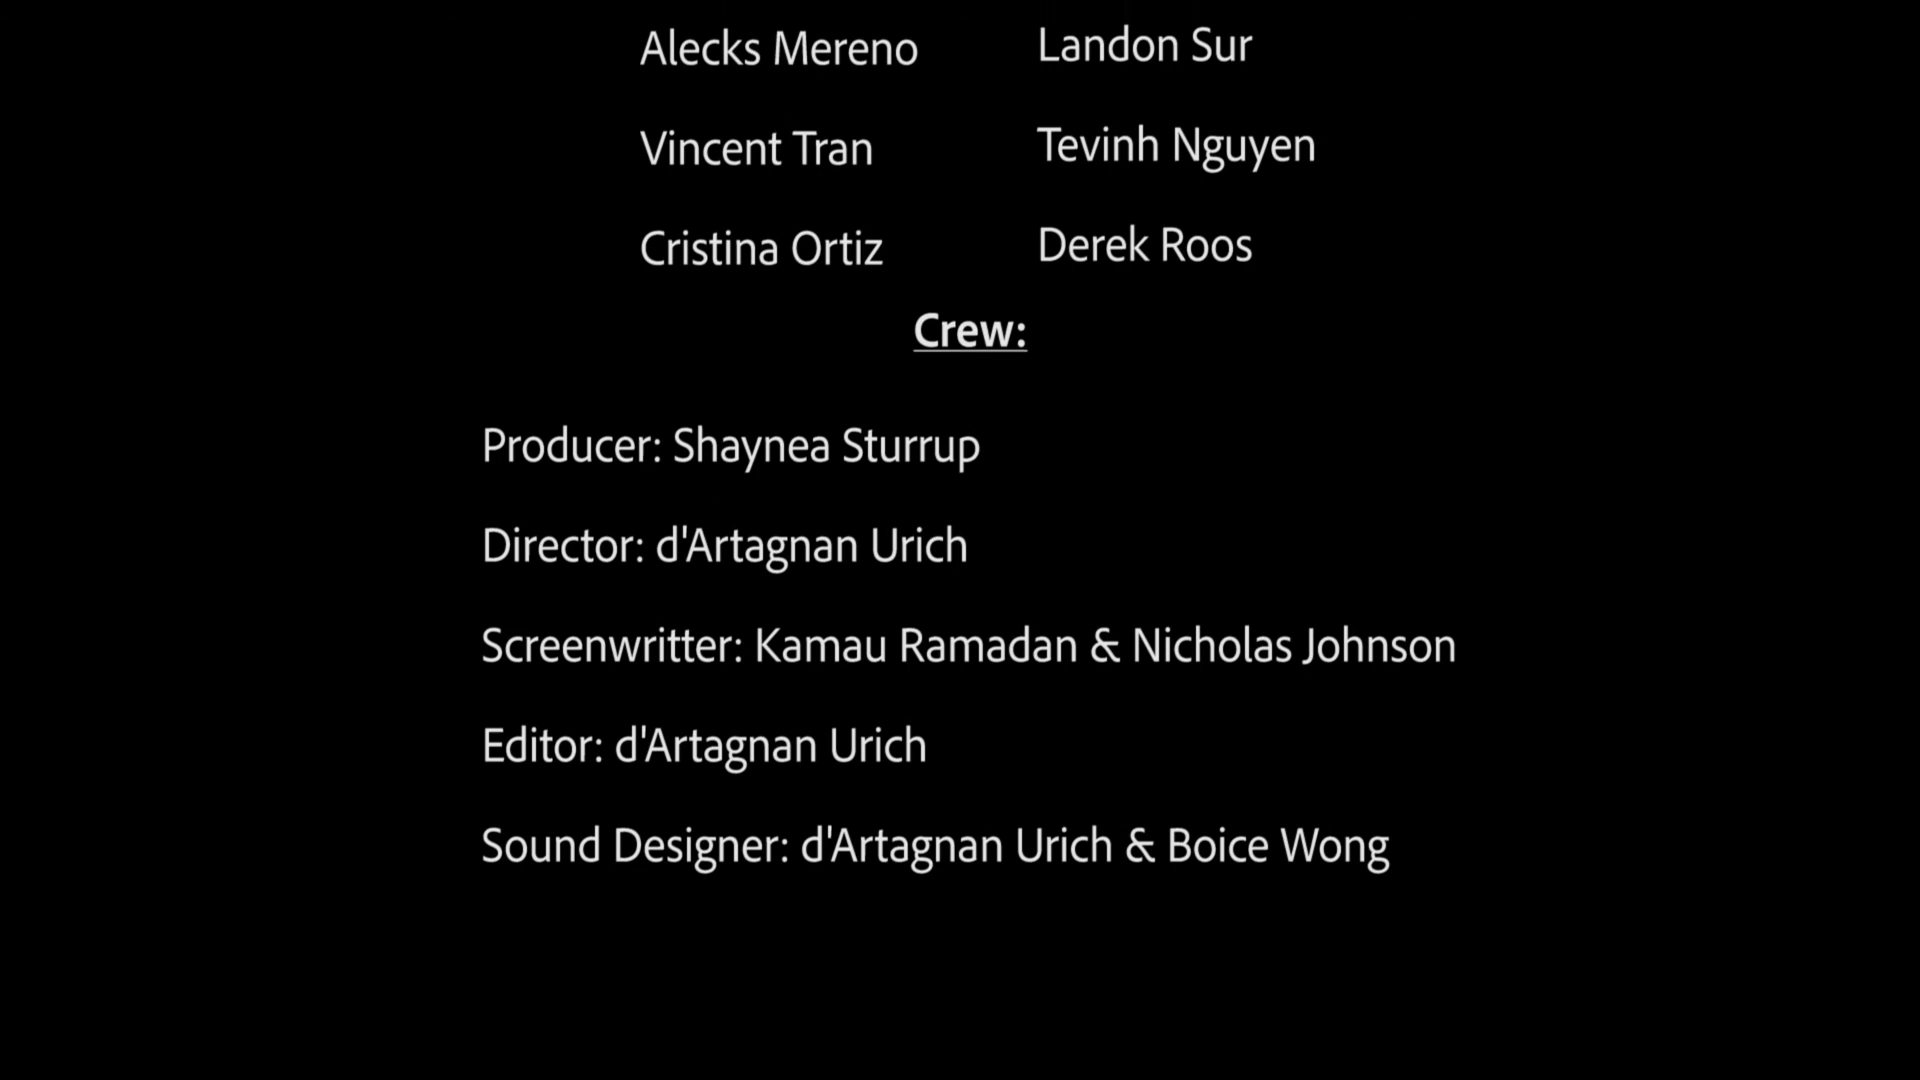 Alecks Mereno Landon Sur
Vincent Tran Tevinh Nguyen
Cristina Ortiz Derek Roos
Crew:
Producer: Shaynea Sturrup
Director: d'Artagnan Urich
Screenwritter: Kamau Ramadan & Nicholas Johnson
Editor: d'Artagnan Urich
Sound Designer: d'Artagnan Urich & Boice Wong